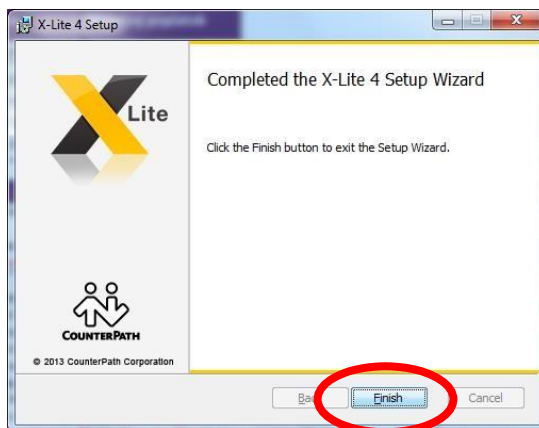 X-Lite 4 Setup
X Lite
Completed the X-Lite 4 Setup Wizard
Click the Finish button to exit the Setup Wizard.
COUNTERPATH
© 2013 CounterPath Corporation
Finish
Cancel